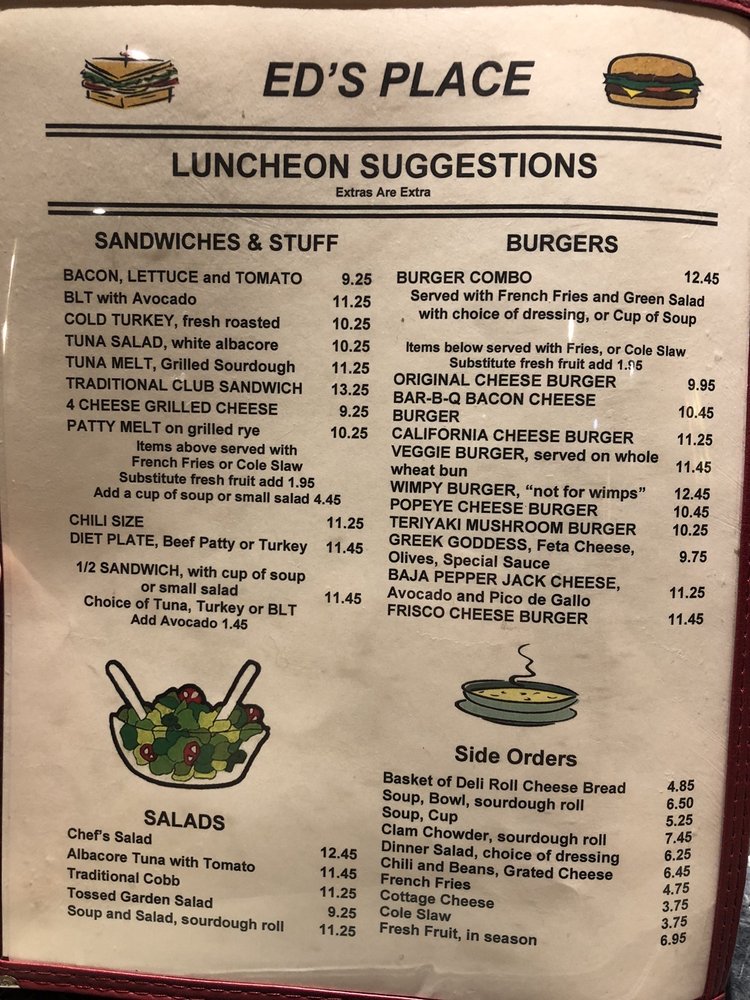 ED'S PLACE
LUNCHEON SUGGESTIONS
Extras Are Extra
SANDWICHES & STUFF
BACON, LETTUCE and TOMATO 9.25
BLT with Avocado 11.25
COLD TURKEY, fresh roasted 10.25
TUNA SALAD, white albacore 10.25
TUNA MELT, Grilled Sourdough 11.25
TRADITIONAL CLUB SANDWICH 13.25
4 CHEESE GRILLED CHEESE 9.25
PATTY MELT on grilled rye 10.25
Items above served with
French Fries or Cole Slaw
Substitute fresh fruit add 1.95
Add a cup of soup or small salad 4.45
CHILI SIZE 11.25
DIET PLATE, Beef Patty or Turkey 11.45
1/2 SANDWICH, with cup of soup
or small salad 11.45
Choice of Tuna, Turkey or BLT
Add Avocado 1.45
SALADS
Chef's Salad 12.45
Albacore Tuna with Tomato 11.45
Traditional Cobb 11.25
Tossed Garden Salad 9.25
Soup and Salad, sourdough roll 11.25
BURGERS
BURGER COMBO 12.45
Served with French Fries and Green Salad
with choice of dressing, or Cup of Soup
Items below served with Fries, or Cole Slaw
Substitute fresh fruit add 1.95
ORIGINAL CHEESE BURGER 9.95
BAR-B-Q BACON CHEESE
BURGER 10.45
CALIFORNIA CHEESE BURGER 11.25
VEGGIE BURGER, served on whole
wheat bun 11.45
WIMPY BURGER, "not for wimps" 12.45
POPEYE CHEESE BURGER 10.45
TERIYAKI MUSHROOM BURGER 10.25
GREEK GODDESS, Feta Cheese,
Olives, Special Sauce 9.75
BAJA PEPPER JACK CHEESE,
Avocado and Pico de Gallo 11.25
FRISCO CHEESE BURGER 11.45
Side Orders
Basket of Deli Roll Cheese Bread 4.85
Soup, Bowl, sourdough roll 6.50
Soup, Cup 5.25
Clam Chowder, sourdough roll 7.45
Dinner Salad, choice of dressing 6.25
Chili and Beans, Grated Cheese 6.45
French Fries 4.75
Cottage Cheese 3.75
Cole Slaw 3.75
Fresh Fruit, in season 6.95